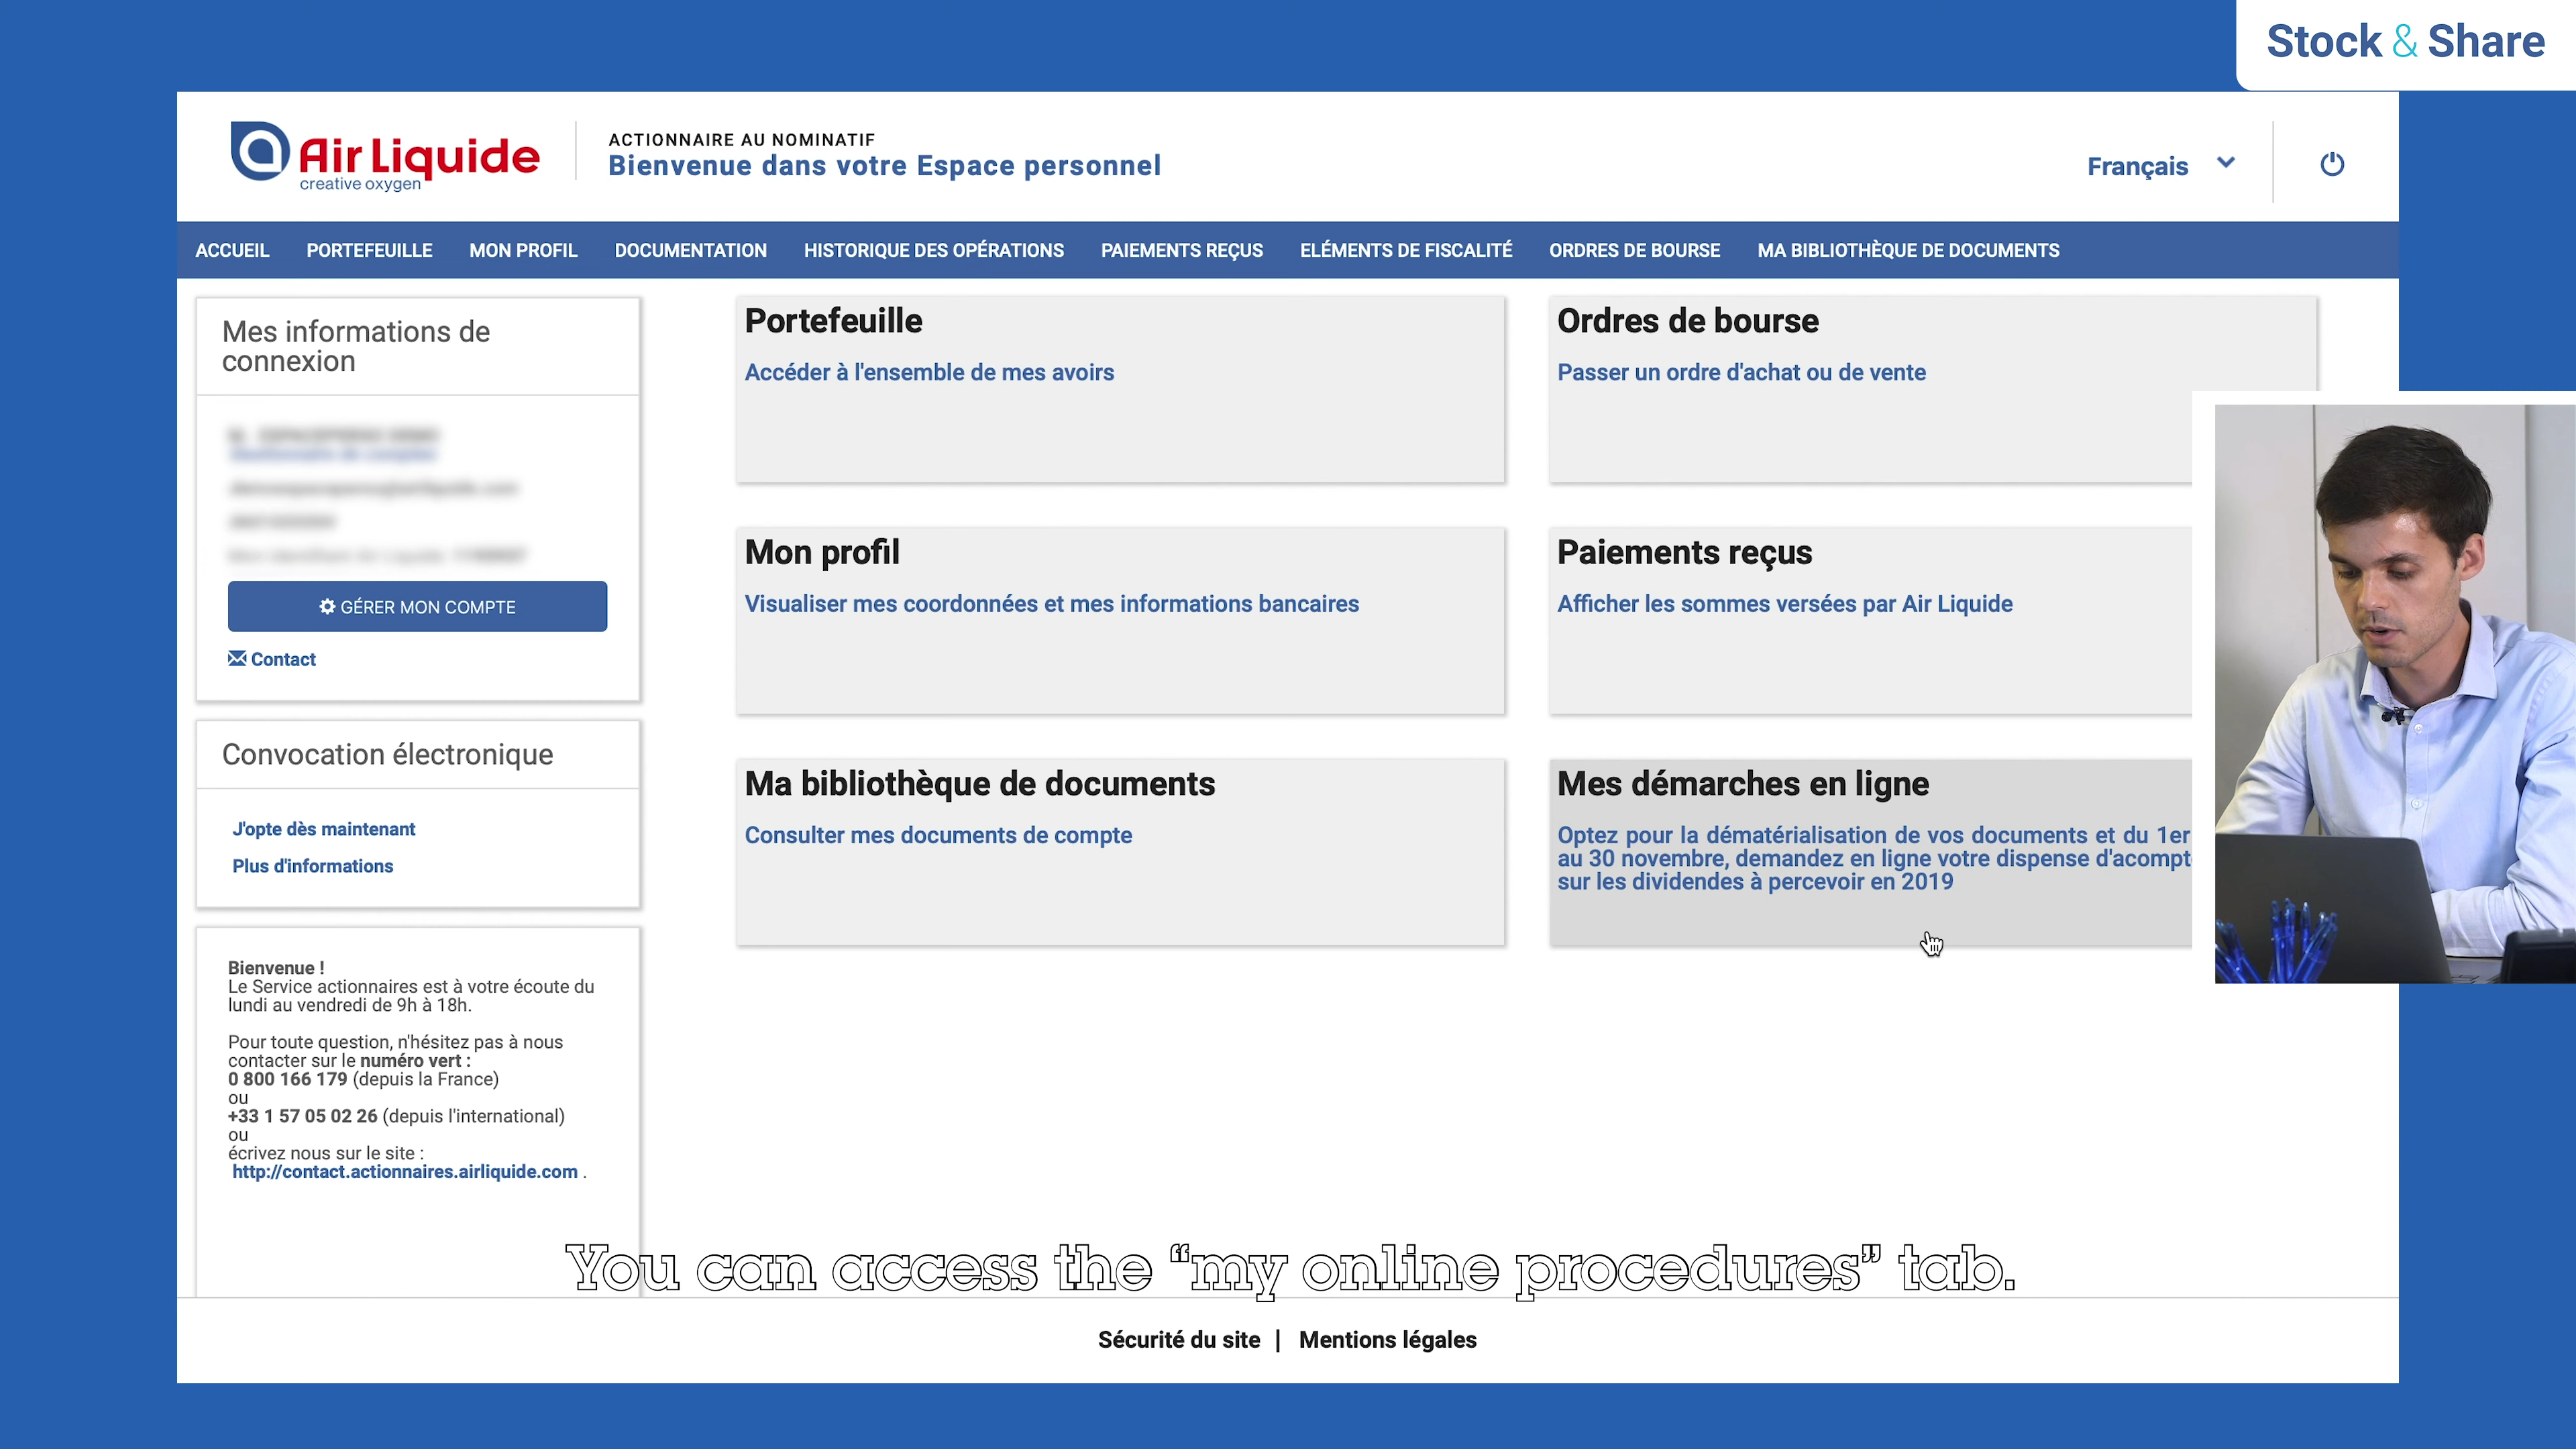 Stock & Share
Air Liquide
creative oxygen
ACTIONNAIRE AU NOMINATIF
Bienvenue dans votre Espace personnel
Français
ACCUEIL PORTEFEUILLE MON PROFIL DOCUMENTATION HISTORIQUE DES OPÉRATIONS PAIEMENTS REÇUS ELÉMENTS DE FISCALITÉ ORDRES DE BOURSE MA BIBLIOTHÈQUE DE DOCUMENTS
Mes informations de
connexion
GÉRER MON COMPTE
Contact
Convocation électronique
J'opte dès maintenant
Plus d'informations
Bienvenue !
Le Service actionnaires est à votre écoute du
lundi au vendredi de 9h à 18h.
Pour toute question, n'hésitez pas à nous
contacter sur le numéro vert :
0 800 166 179 (depuis la France)
ou
+33 1 57 05 02 26 (depuis l'international)
ou
écrivez nous sur le site :
http://contact.actionnaires.airliquide.com .
Portefeuille
Accéder à l'ensemble de mes avoirs
Ordres de bourse
Passer un ordre d'achat ou de vente
Mon profil
Visualiser mes coordonnées et mes informations bancaires
Paiements reçus
Afficher les sommes versées par Air Liquide
Ma bibliothèque de documents
Consulter mes documents de compte
Mes démarches en ligne
Optez pour la dématérialisation de vos documents et du 1er
au 30 novembre, demandez en ligne votre dispense d'acompt
sur les dividendes à percevoir en 2019
You can access the “my online procedures” tab.
Sécurité du site | Mentions légales